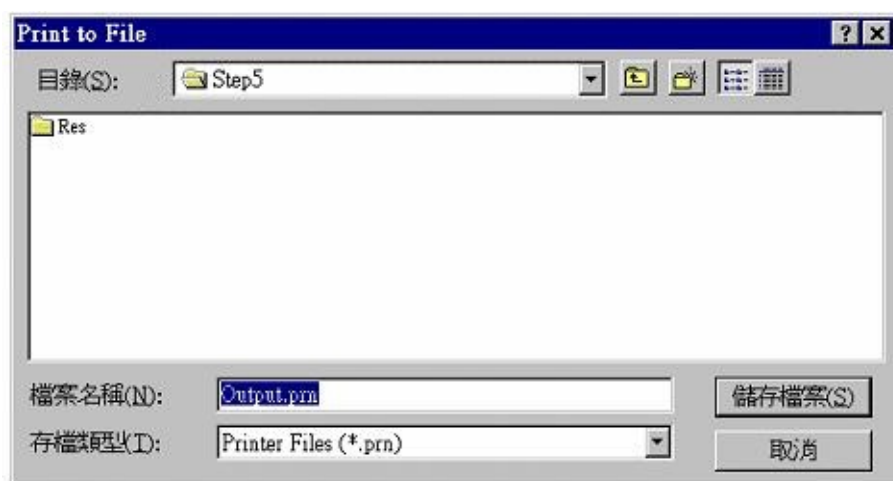 Print to File
目錄(S): Step5
Res
檔案名稱(N): Output.prn
儲存檔案(S)
存檔類型(T): Printer Files (*.prn)
取消